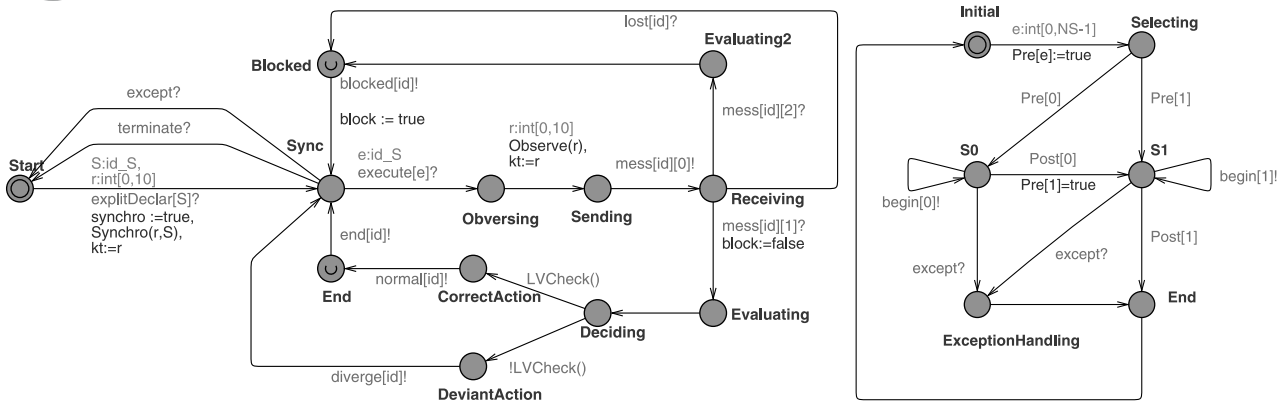 lost[id]?
Evaluating2
Blocked
blocked[id]!
except?
block := true
mess[id][2]?
terminate?
Sync
r:int[0,10]
Observe(r),
kt:=r
Start
S:id_S,
r:int[0,10]
explitDeclar[S]?
synchro :=true,
Synchro(r,S),
kt:=r
e:id_S
execute[e]?
mess[id][0]!
Obversing
Sending
Receiving
mess[id][1]?
block:=false
end[id]!
normal[id]!
LVCheck()
End
CorrectAction
Deciding
Evaluating
diverge[id]!
!LVCheck()
DeviantAction
Initial
e:int[0,NS-1]
Pre[e]:=true
Selecting
Pre[0]
Pre[1]
S0
Post[0]
Pre[1]=true
S1
begin[0]!
begin[1]!
except?
except?
Post[1]
End
ExceptionHandling